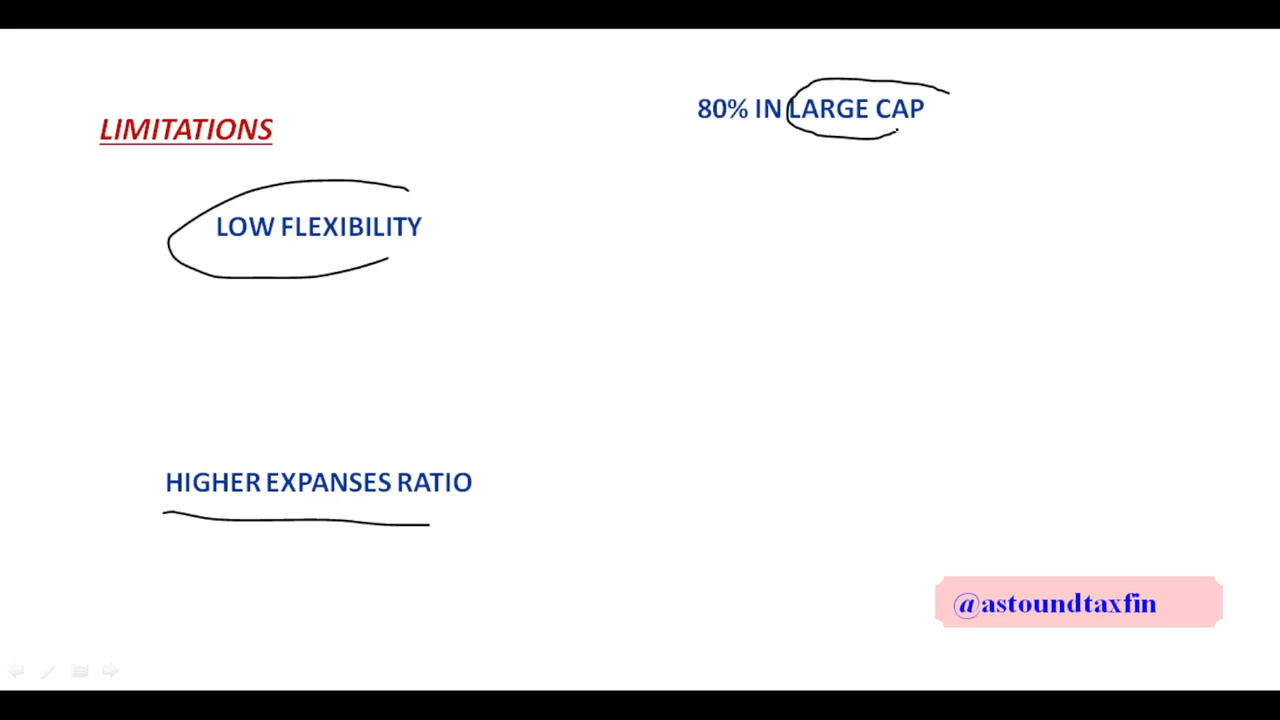 LIMITATIONS
80% IN LARGE CAP
LOW FLEXIBILITY
HIGHER EXPANSES RATIO
@astoundtaxfin